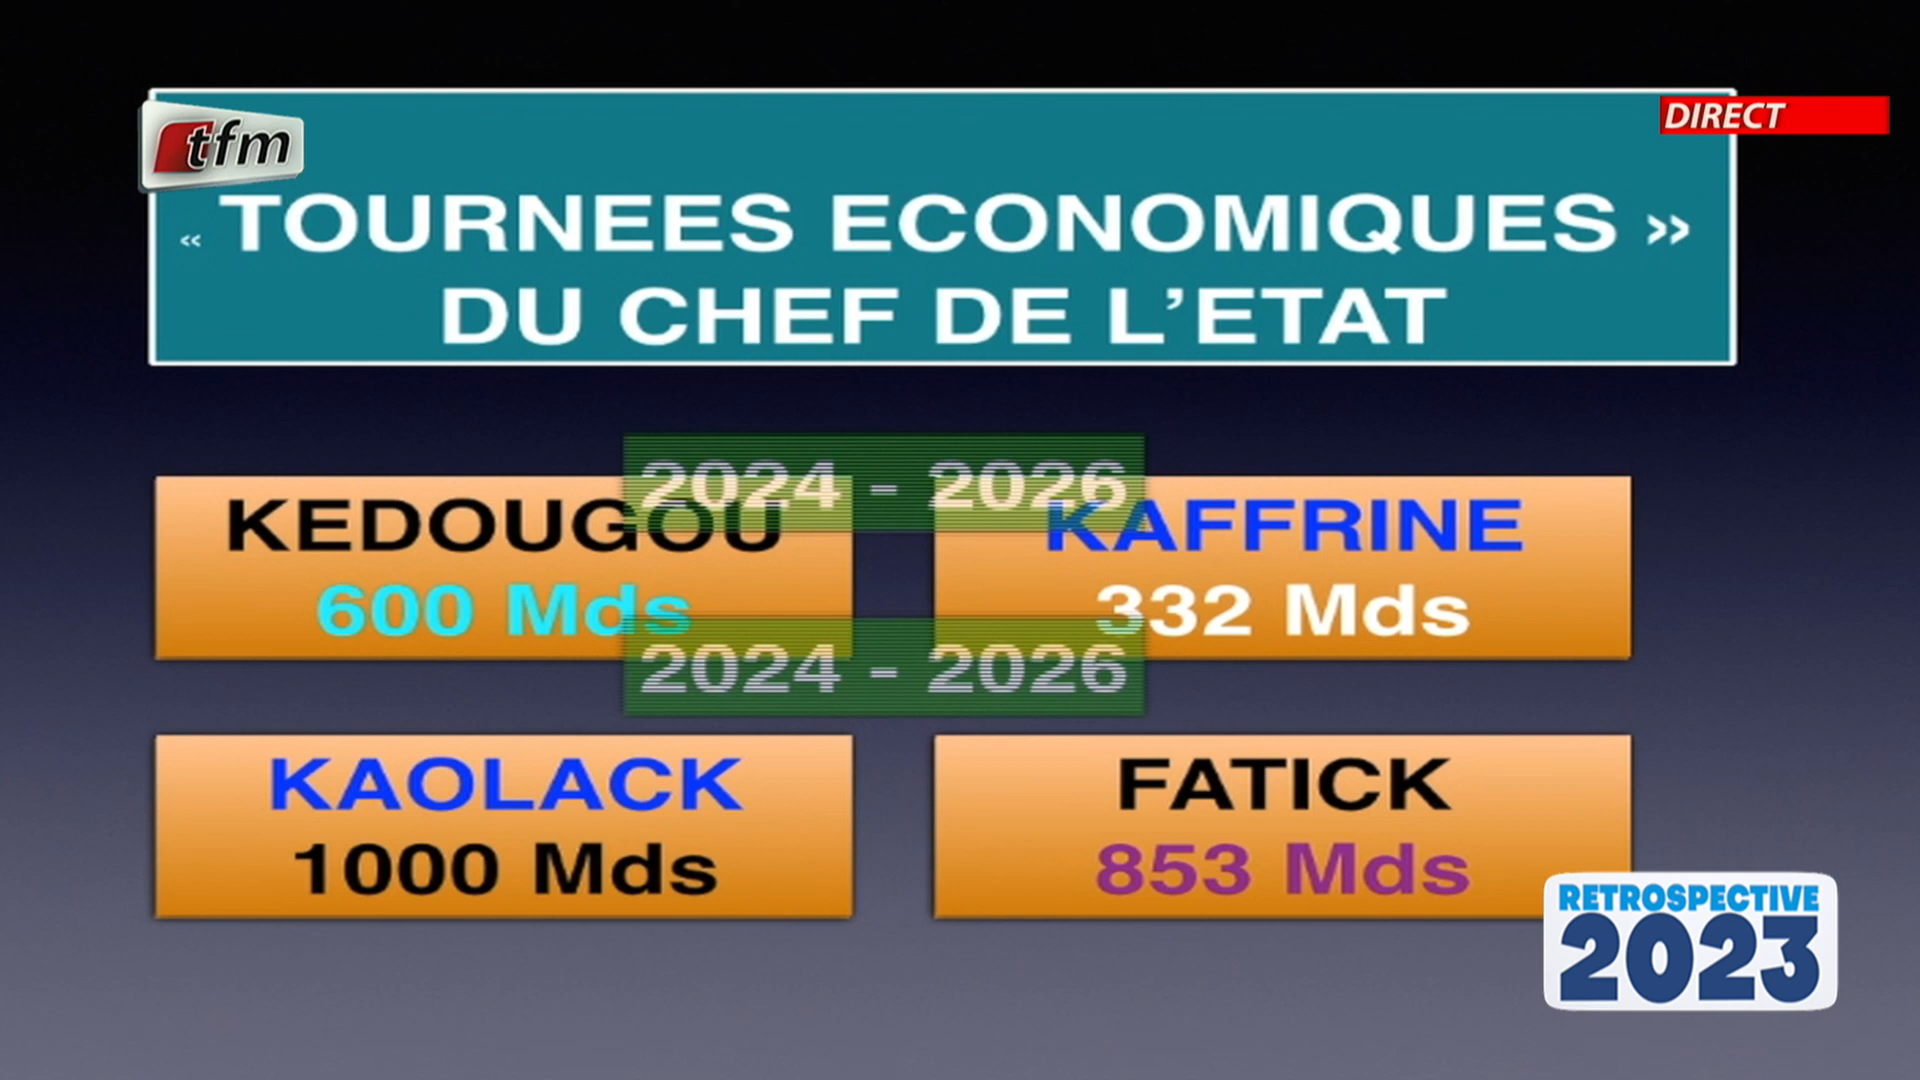 tfm
DIRECT
« TOURNEES ECONOMIQUES »
DU CHEF DE L’ETAT
2024 - 2026
KEDOUGOU
600 Mds
KAFFRINE
332 Mds
2024 - 2026
KAOLACK
1000 Mds
FATICK
853 Mds
RETROSPECTIVE
2023